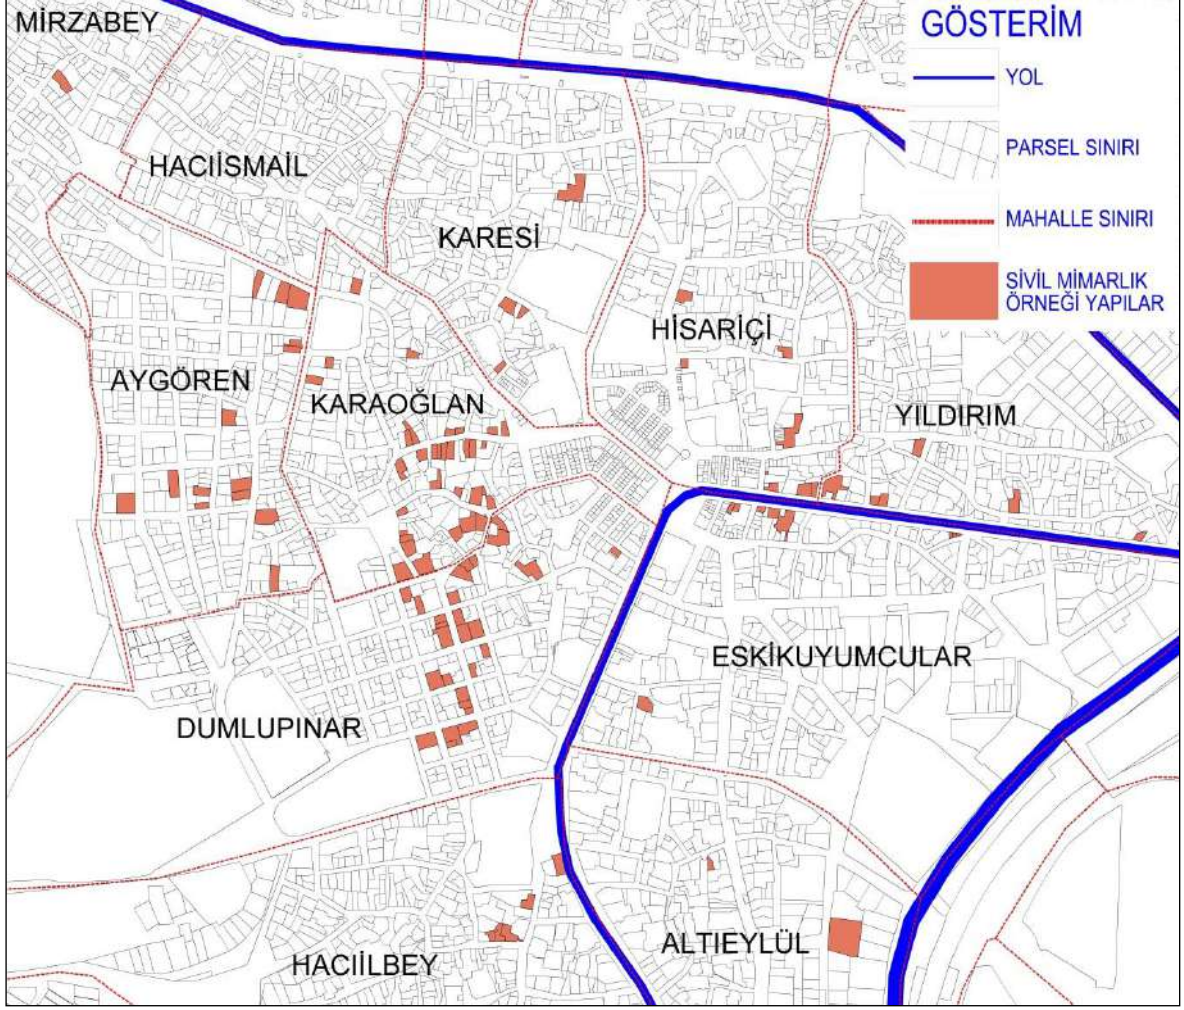 MİRZABEY
GÖSTERİM
YOL
PARSEL SINIRI
HACIİSMAİL
MAHALLE SINIRI
KARESİ
SİVİL MİMARLIK
ÖRNEĞİ YAPILAR
HİSARİÇİ
AYGÖREN
KARAOĞLAN
YILDIRIM
ESKİKUYUMCULAR
DUMLUPINAR
ALTIEYLÜL
HACIİLBEY